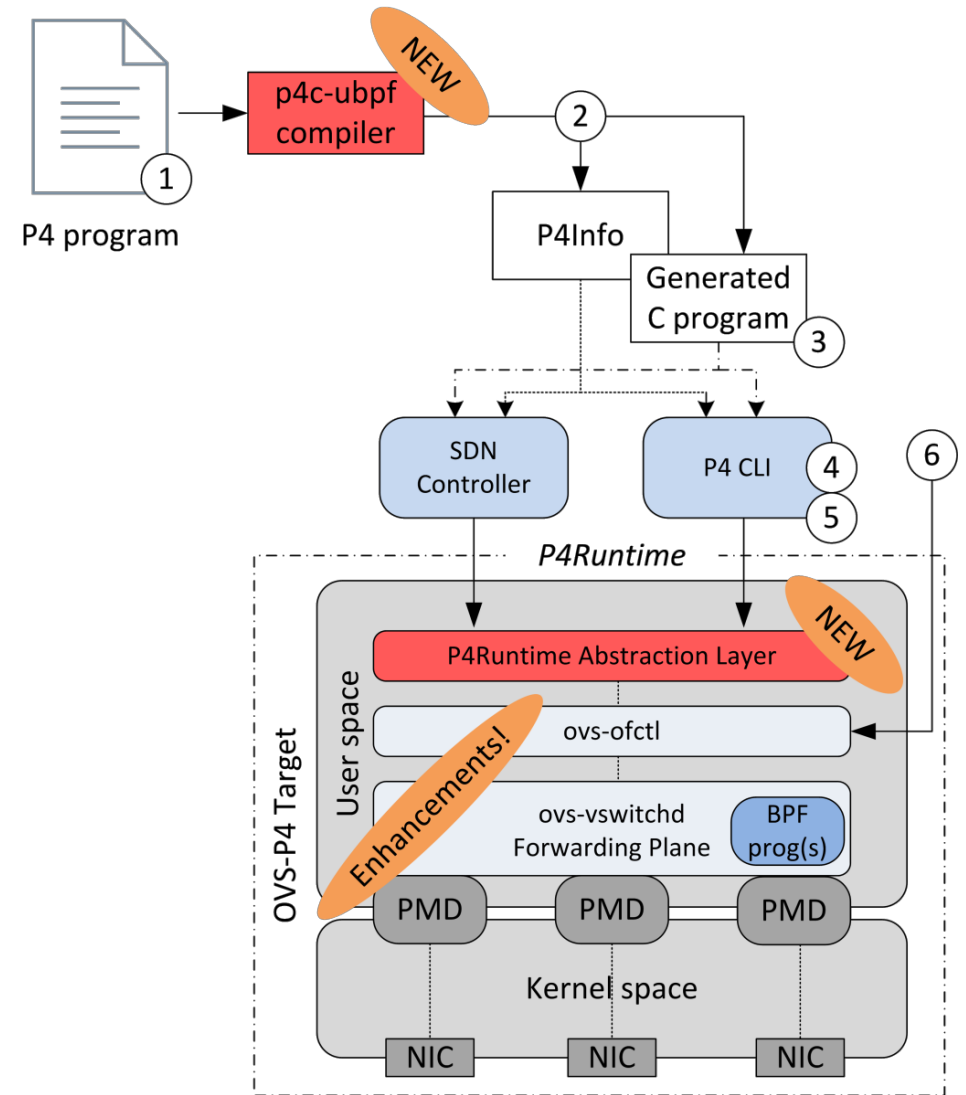 NEW
p4c-ubpf
compiler
2
1
P4 program
P4Info
Generated
C program
3
SDN
Controller
P4 CLI
4
5
6
P4Runtime
NEW
P4Runtime Abstraction Layer
User space
OVS-P4 Target
ovs-ofctl
Enhancements!
ovs-vswitchd
Forwarding Plane
BPF
prog(s)
PMD
PMD
PMD
Kernel space
NIC
NIC
NIC